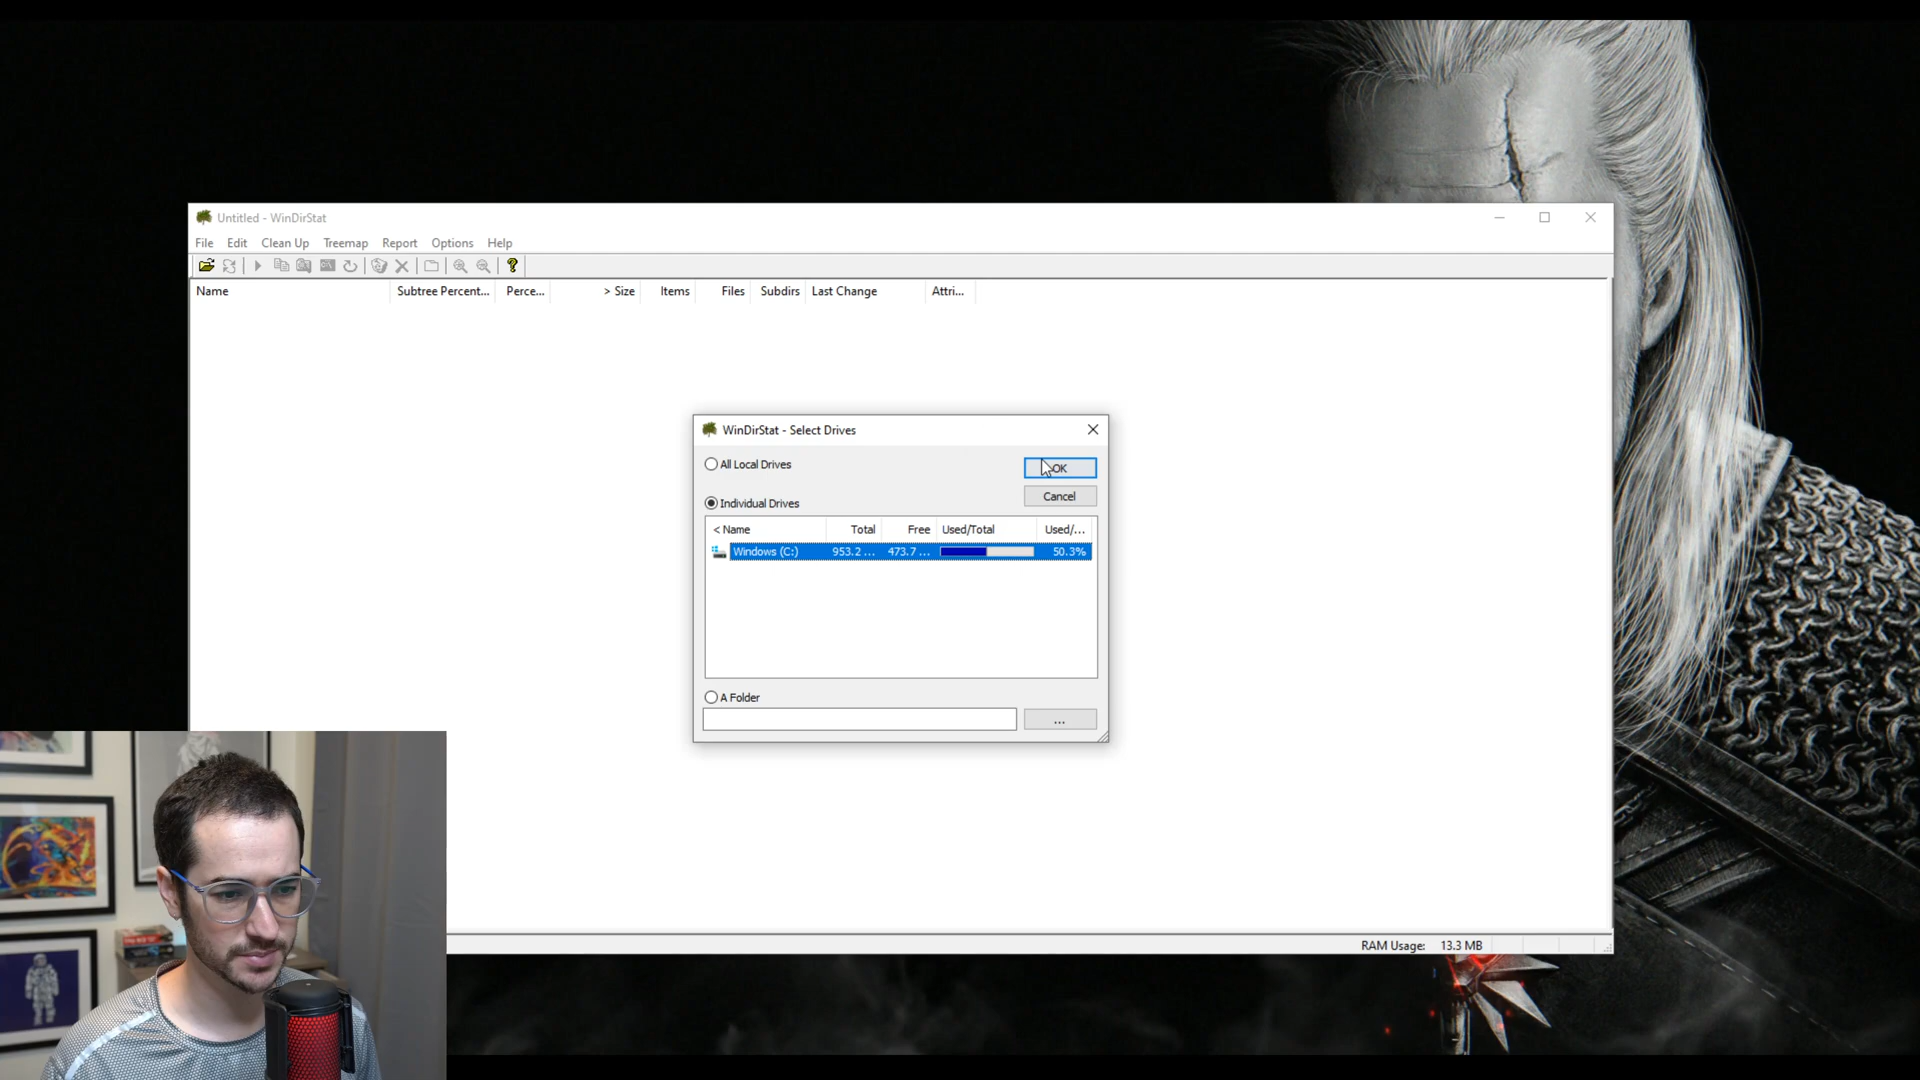 Untitled - WinDirStat
File Edit Clean Up Treemap Report Options Help
Name Subtree Percent... Perce... > Size Items Files Subdirs Last Change Attri...
WinDirStat - Select Drives
All Local Drives
OK
Cancel
Individual Drives
< Name Total Free Used/Total Used/...
Windows (C:) 953.2 ... 473.7 ... 50.3%
A Folder
...
RAM Usage: 13.3 MB